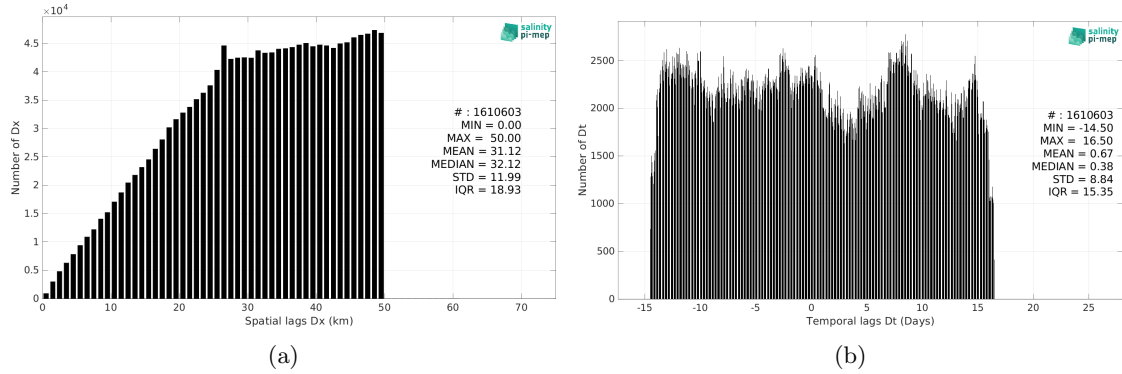 ×10⁴
4.5
4
3.5
3
2.5
2
1.5
1
0.5
0
Number of Dx
0 10 20 30 40 50 60 70
Spatial lags Dx (km)
salinity
pi-mep
# : 1610603
MIN = 0.00
MAX = 50.00
MEAN = 31.12
MEDIAN = 32.12
STD = 11.99
IQR = 18.93
(a)
2500
2000
1500
1000
500
0
Number of Dt
-15 -10 -5 0 5 10 15 20 25
Temporal lags Dt (Days)
salinity
pi-mep
# : 1610603
MIN = -14.50
MAX = 16.50
MEAN = 0.67
MEDIAN = 0.38
STD = 8.84
IQR = 15.35
(b)